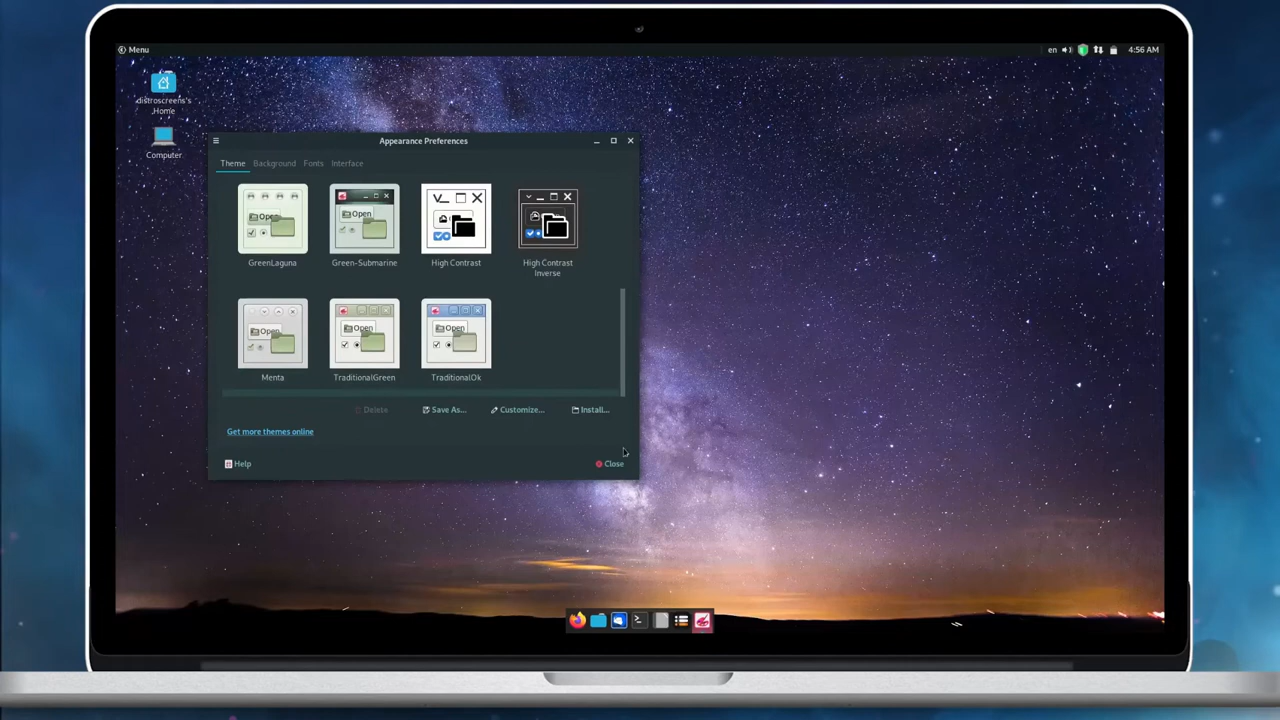 Menu
en
4:56 AM
distroscreens's
Home
Computer
Appearance Preferences
Theme
Background
Fonts
Interface
Open
Open
GreenLaguna
Green-Submarine
High Contrast
High Contrast
Inverse
Open
Open
Open
Menta
TraditionalGreen
TraditionalOk
Delete
Save As...
Customize...
Install...
Get more themes online
Help
Close